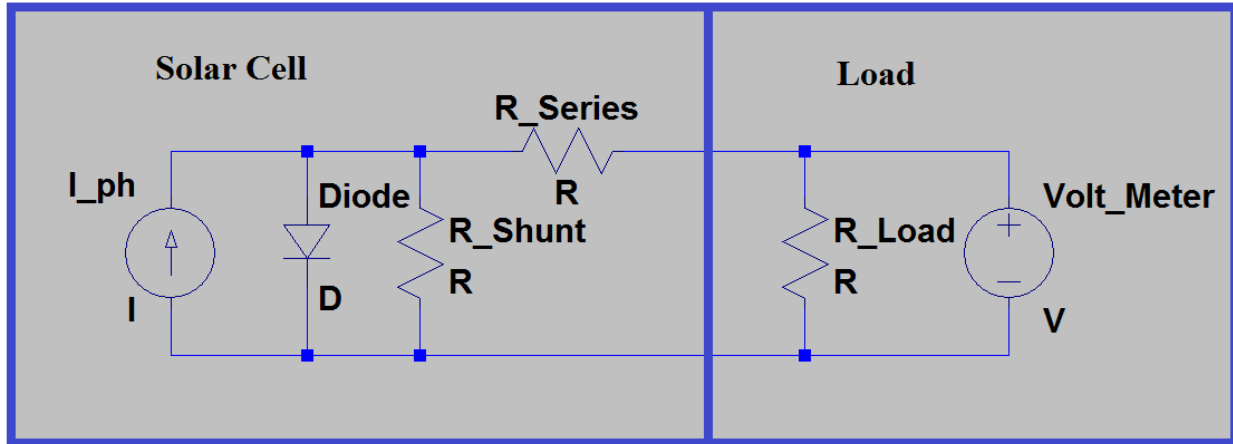 Solar Cell
Load
R_Series
R
I_ph
I
Diode
D
R_Shunt
R
R_Load
R
Volt_Meter
V